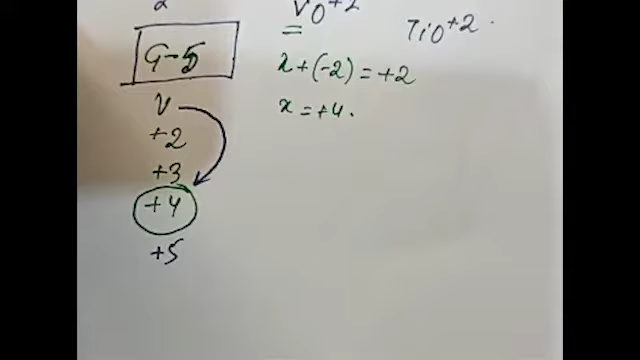 VO+2
TiO+2.
G-5
x+(-2)=+2
V
x=+4.
+2
+3
+4
+5